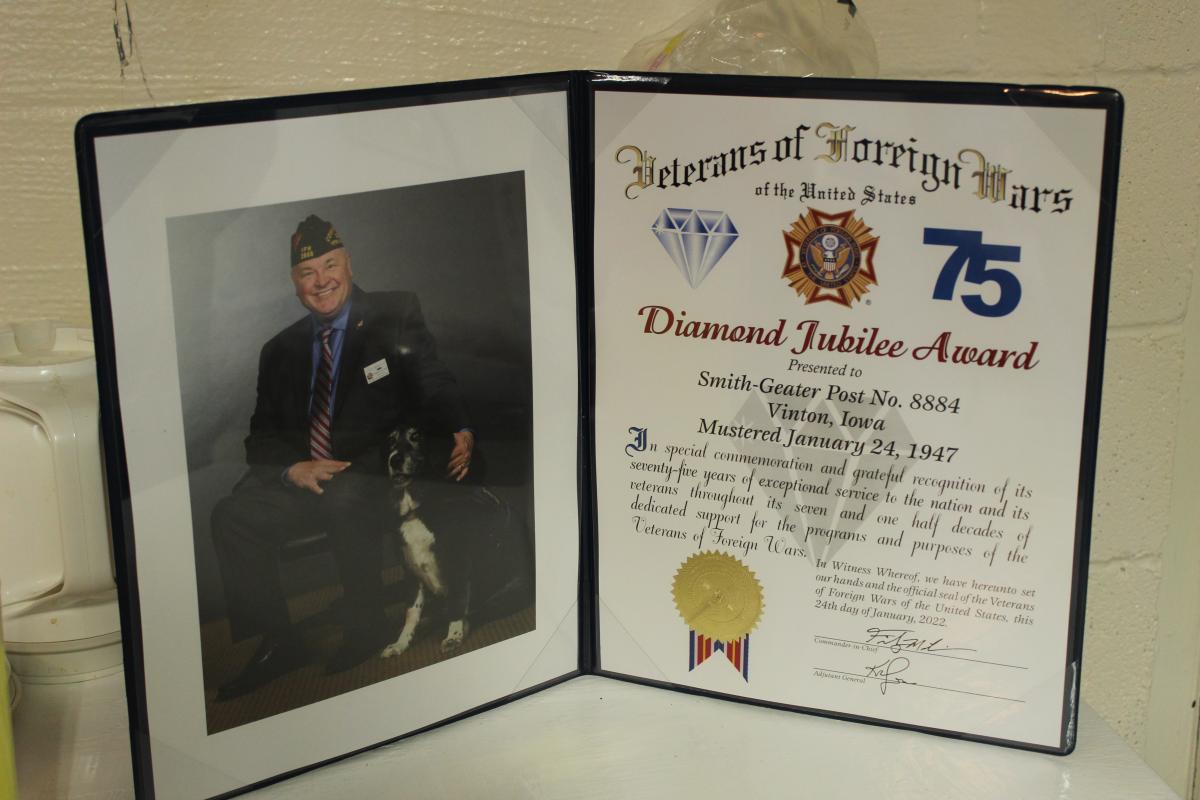 Veterans of Foreign Wars
of the United States
75
®
Diamond Jubilee Award
Presented to
Smith-Geater Post No. 8884
Vinton, Iowa
Mustered January 24, 1947
In special commemoration and grateful recognition of its
seventy-five years of exceptional service to the nation and its
veterans throughout its seven and one half decades of
dedicated support for the programs and purposes of the
Veterans of Foreign Wars.
In Witness Whereof, we have hereunto set
our hands and the official seal of the Veterans
of Foreign Wars of the United States, this
24th day of January, 2022.
Commander-in-Chief
Adjutant General